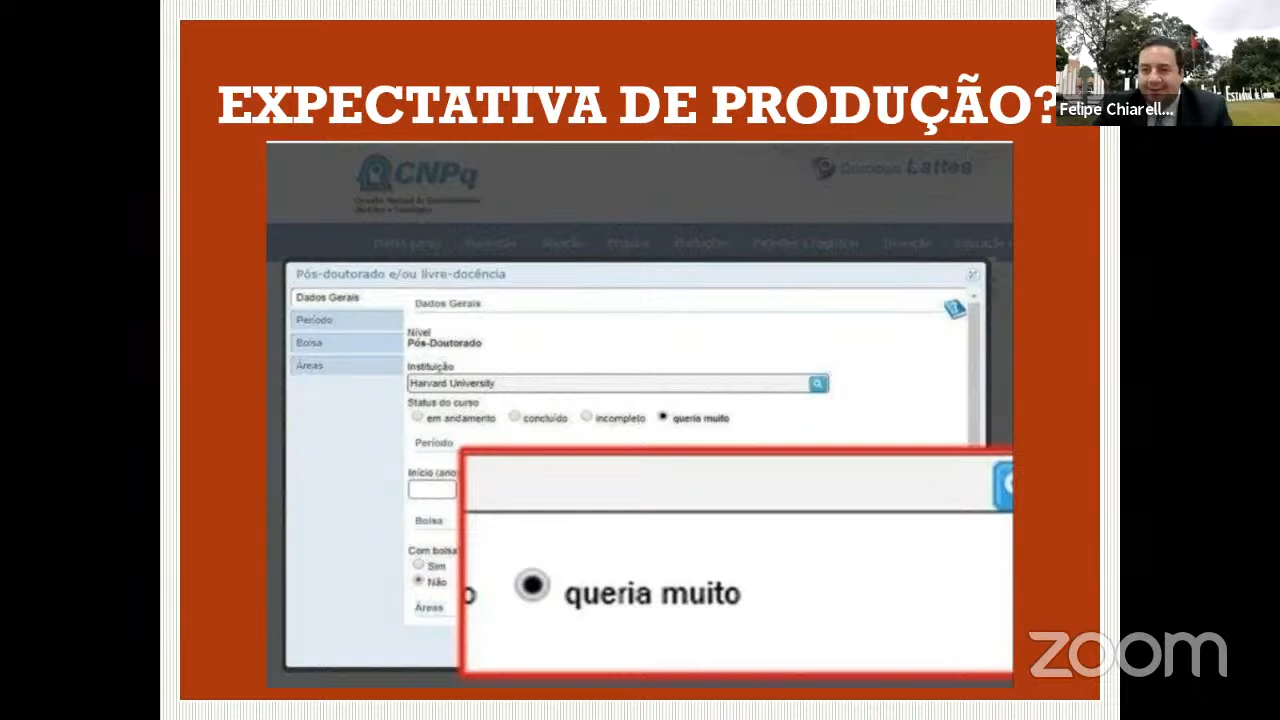 EXPECTATIVA DE PRODUÇÃO?
Felipe Chiarell...
CNPq
Lattes
Pós-doutorado e/ou livre-docência
Dados Gerais
Período
Bolsa
Áreas
Dados Gerais
Nível
Pós-Doutorado
Instituição
Harvard University
Status do curso
em andamento concluído incompleto queria muito
Período
Início (ano
Bolsa
Com bolsa
Sim
Não
Áreas
o queria muito
zoom